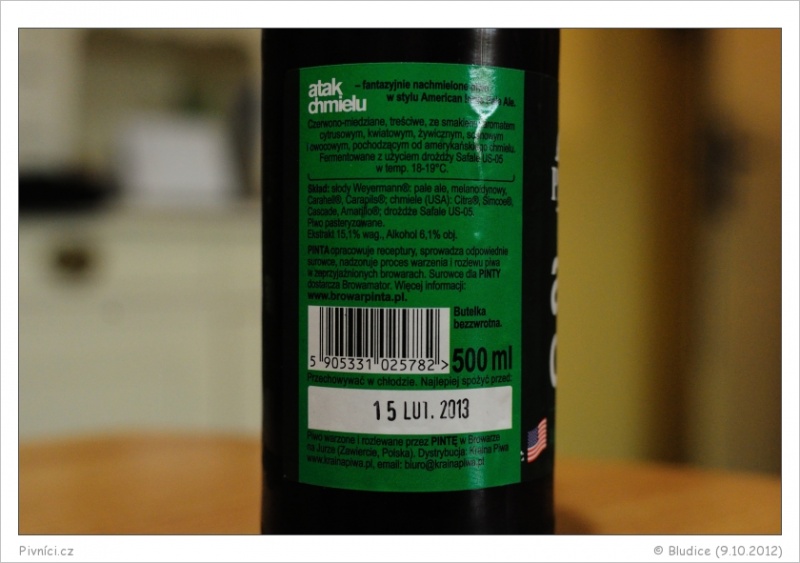 atak
chmielu
– fantazyjnie nachmielone
w stylu American Ale.
Czerwono-miedziane, treściwe, ze smakiem aromatem
cytrusowym, kwiatowym, żywicznym, sosnowym
i owocowym, pochodzącym od amerykańskiego chmielu.
Fermentowane z użyciem drożdży Safale US-05
w temp. 18-19°C.
Skład: słody Weyermann®: pale ale, melanoidynowy,
Carahell®, Carapils®; chmiele (USA): Citra®, Simcoe®,
Cascade, Amarillo®; drożdże Safale US-05.
Piwo pasteryzowane.
Ekstrakt 15,1% wag., Alkohol 6,1% obj.
PINTA opracowuje receptury, sprowadza odpowiednie
surowce, nadzoruje proces warzenia i rozlewu piwa
w zaprzyjaźnionych browarach. Surowce dla PINTY
dostarcza Browamator. Więcej informacji:
www.browarpinta.pl.
Butelka
bezzwrotna.
5 905331 025782 >
500 ml
Przechowywać w chłodzie. Najlepiej spożyć przed:
15 LUT. 2013
Piwo warzone i rozlewane przez PINTĘ w Browarze
na Jurze (Zawiercie, Polska). Dystrybucja: Kraina Piwa
www.krainapiwa.pl, email: biuro@krainapiwa.pl
Pivníci.cz
© Bludice (9.10.2012)